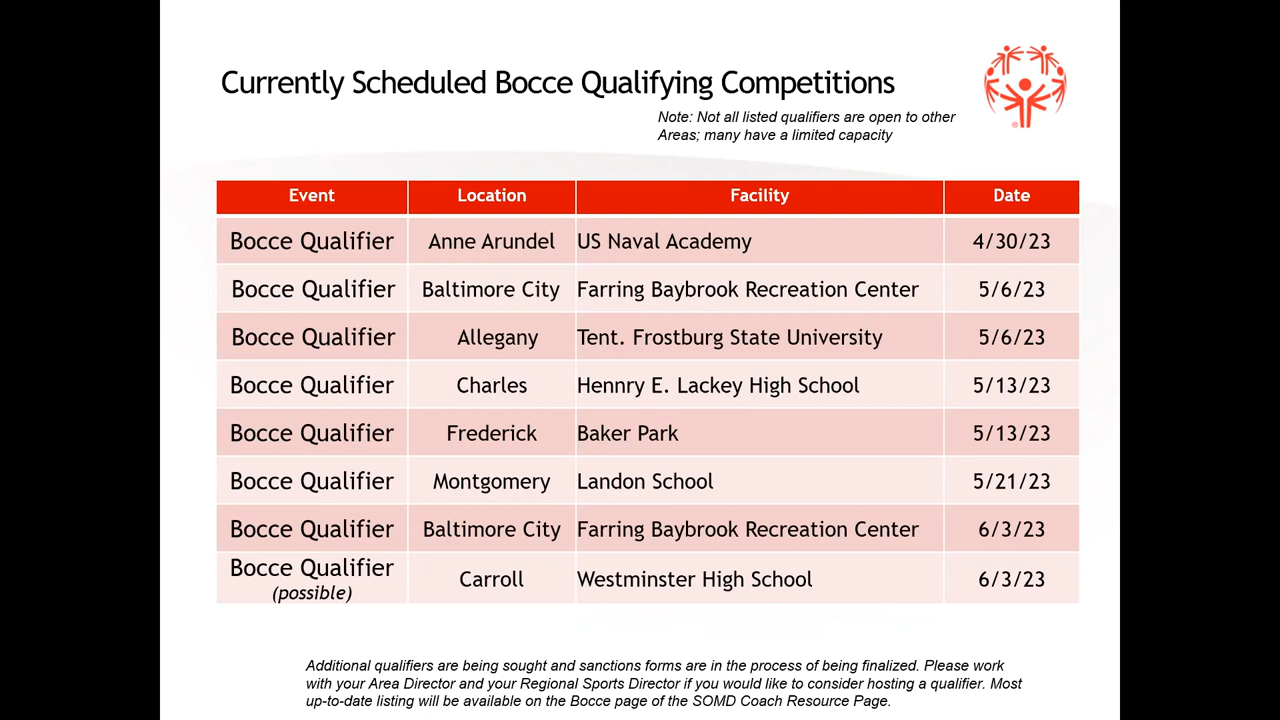 Currently Scheduled Bocce Qualifying Competitions
Note: Not all listed qualifiers are open to other
Areas; many have a limited capacity
Event Location Facility Date
Bocce Qualifier Anne Arundel US Naval Academy 4/30/23
Bocce Qualifier Baltimore City Farring Baybrook Recreation Center 5/6/23
Bocce Qualifier Allegany Tent. Frostburg State University 5/6/23
Bocce Qualifier Charles Hennry E. Lackey High School 5/13/23
Bocce Qualifier Frederick Baker Park 5/13/23
Bocce Qualifier Montgomery Landon School 5/21/23
Bocce Qualifier Baltimore City Farring Baybrook Recreation Center 6/3/23
Bocce Qualifier
(possible) Carroll Westminster High School 6/3/23
Additional qualifiers are being sought and sanctions forms are in the process of being finalized. Please work
with your Area Director and your Regional Sports Director if you would like to consider hosting a qualifier. Most
up-to-date listing will be available on the Bocce page of the SOMD Coach Resource Page.